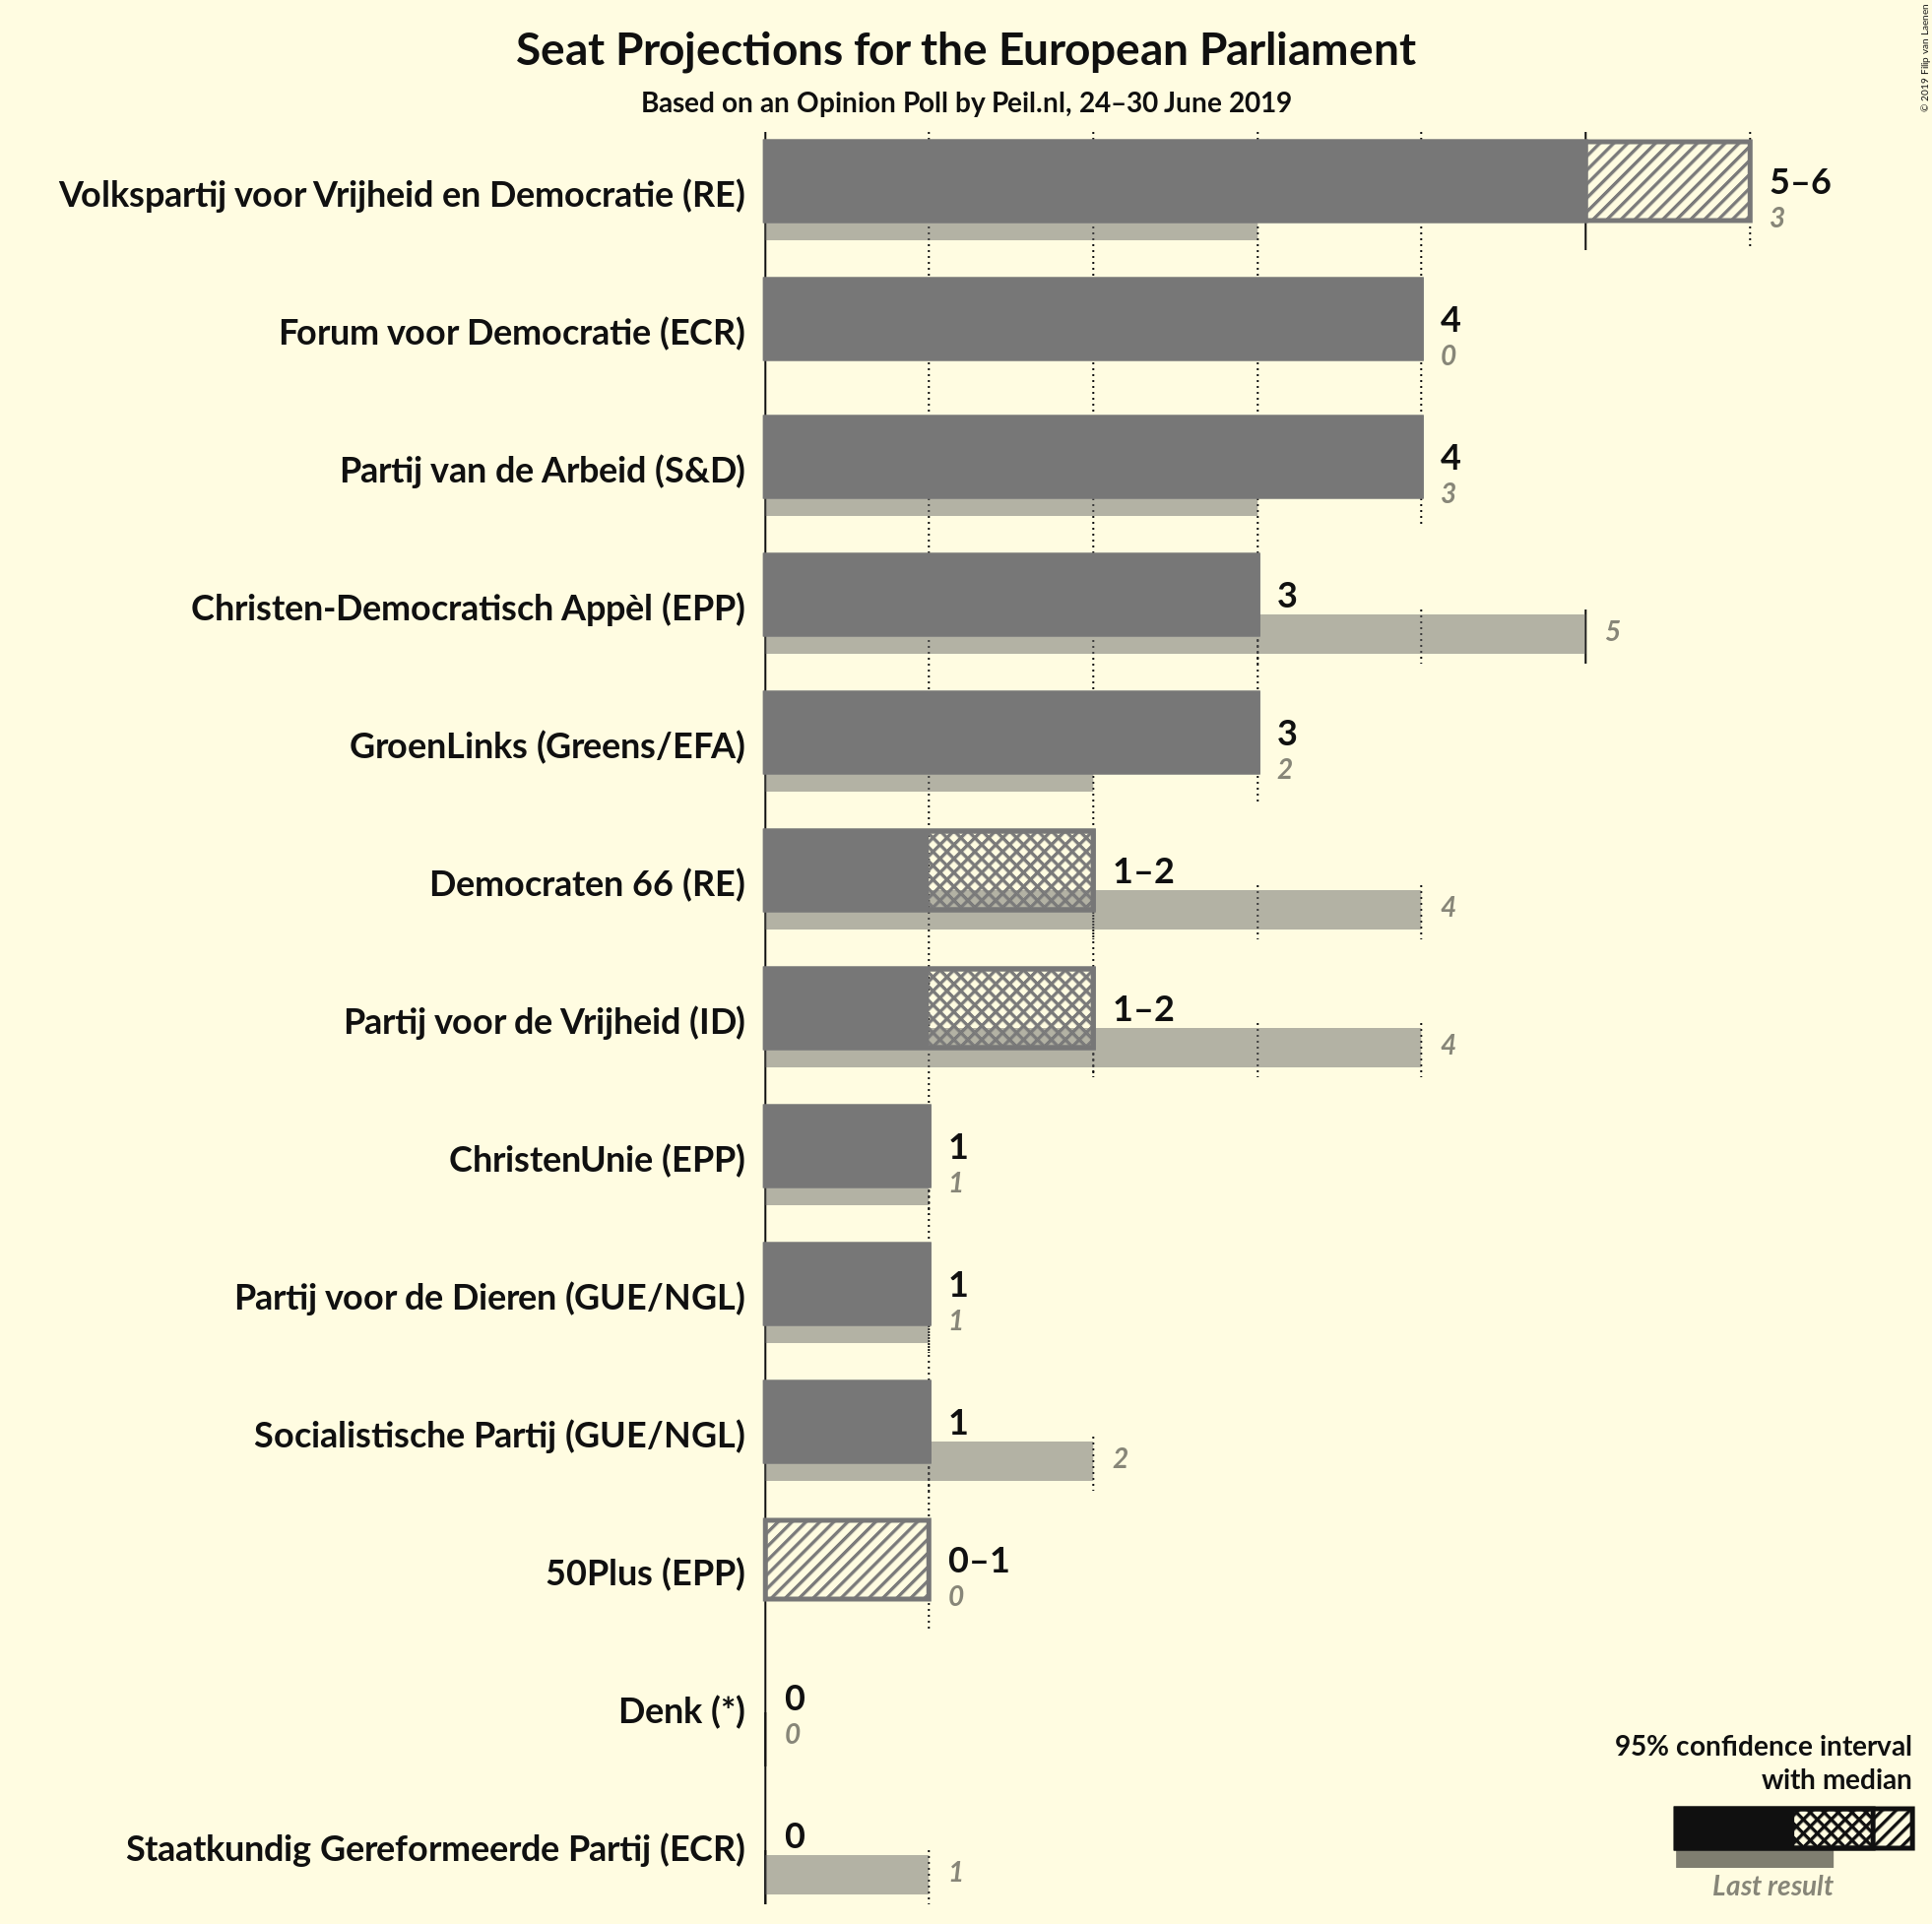 Seat Projections for the European Parliament
Based on an Opinion Poll by Peil.nl, 24–30 June 2019
© 2019 Filip van Laenen
Volkspartij voor Vrijheid en Democratie (RE)
5–6
3
Forum voor Democratie (ECR)
4
0
Partij van de Arbeid (S&D)
4
3
Christen-Democratisch Appèl (EPP)
3
5
GroenLinks (Greens/EFA)
3
2
Democraten 66 (RE)
1–2
4
Partij voor de Vrijheid (ID)
1–2
4
ChristenUnie (EPP)
1
1
Partij voor de Dieren (GUE/NGL)
1
1
Socialistische Partij (GUE/NGL)
1
2
50Plus (EPP)
0–1
0
Denk (*)
0
0
Staatkundig Gereformeerde Partij (ECR)
0
1
95% confidence interval
with median
Last result